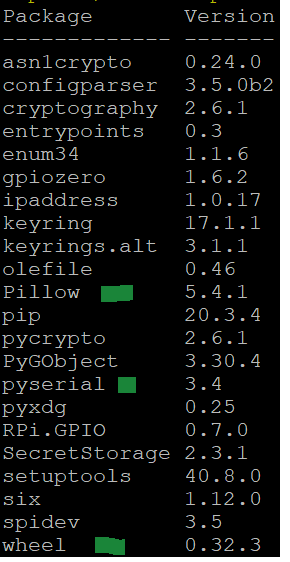 Package Version
------------- -------
asn1crypto 0.24.0
configparser 3.5.0b2
cryptography 2.6.1
entrypoints 0.3
enum34 1.1.6
gpiozero 1.6.2
ipaddress 1.0.17
keyring 17.1.1
keyrings.alt 3.1.1
olefile 0.46
Pillow 5.4.1
pip 20.3.4
pycrypto 2.6.1
PyGObject 3.30.4
pyserial 3.4
pyxdg 0.25
RPi.GPIO 0.7.0
SecretStorage 2.3.1
setuptools 40.8.0
six 1.12.0
spidev 3.5
wheel 0.32.3